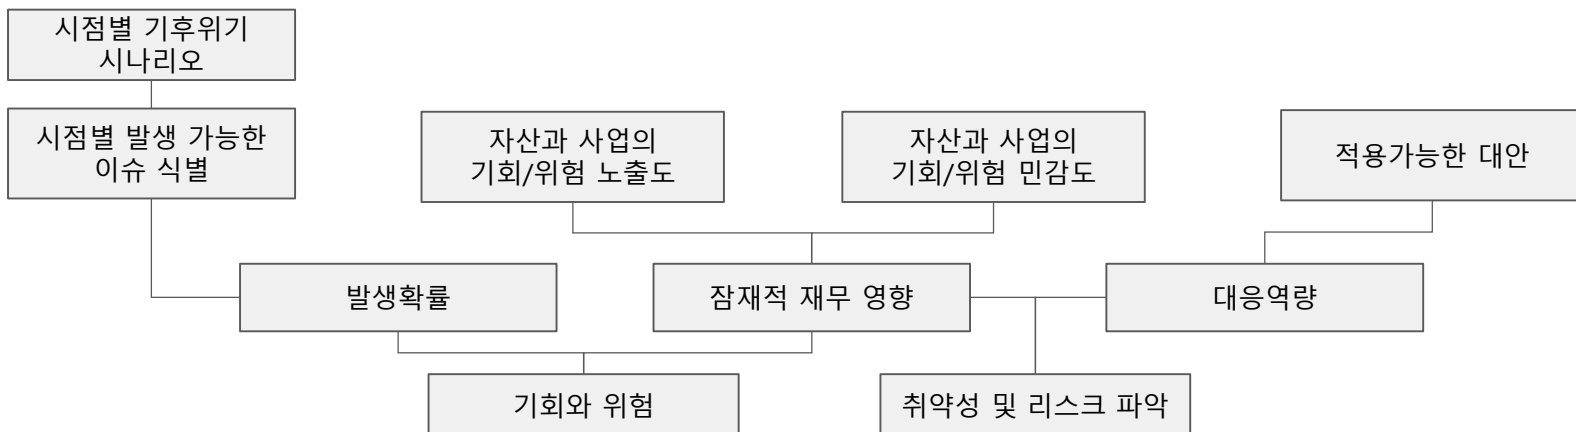 시점별 기후위기
시나리오
시점별 발생 가능한
이슈 식별
자산과 사업의
기회/위험 노출도
자산과 사업의
기회/위험 민감도
적용가능한 대안
발생확률
잠재적 재무 영향
대응역량
기회와 위험
취약성 및 리스크 파악